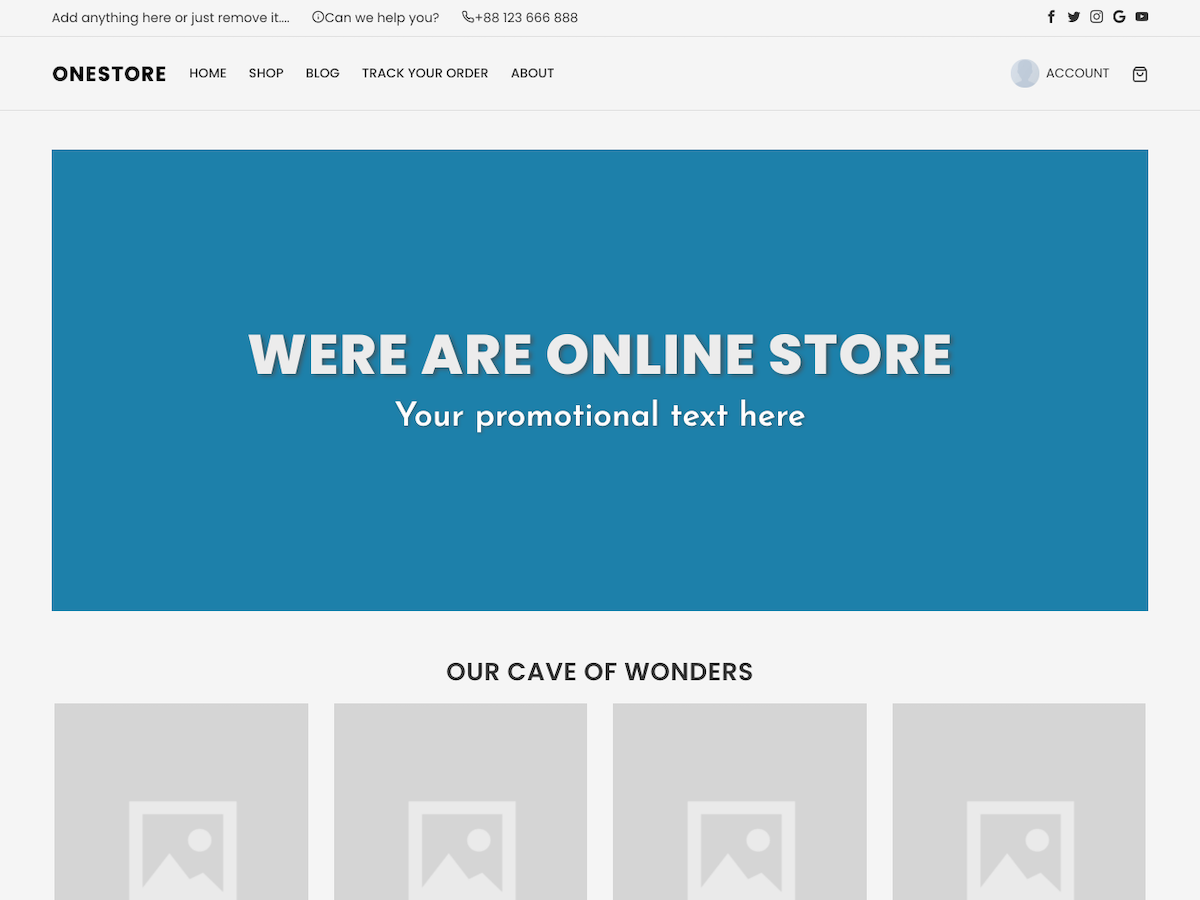 Add anything here or just remove it.... Can we help you? +88 123 666 888
ONESTORE HOME SHOP BLOG TRACK YOUR ORDER ABOUT ACCOUNT
WERE ARE ONLINE STORE
Your promotional text here
OUR CAVE OF WONDERS